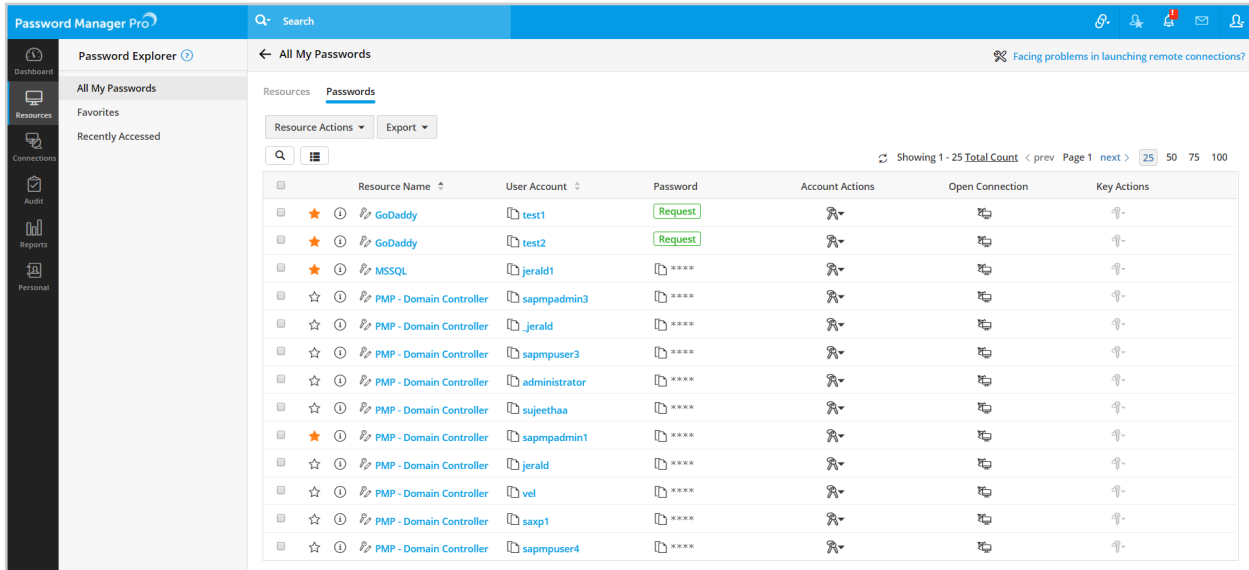 Password Manager Pro Search !
Dashboard
Resources
Connections
Audit
Reports
Personal
Password Explorer ?
All My Passwords
Favorites
Recently Accessed
← All My Passwords Facing problems in launching remote connections?
Resources Passwords
Resource Actions Export
Showing 1 - 25 Total Count < prev Page 1 next > 25 50 75 100
Resource Name User Account Password Account Actions Open Connection Key Actions
GoDaddy test1 Request
GoDaddy test2 Request
MSSQL jerald1 ****
PMP - Domain Controller sapmpadmin3 ****
PMP - Domain Controller _jerald ****
PMP - Domain Controller sapmpuser3 ****
PMP - Domain Controller administrator ****
PMP - Domain Controller sujeethaa ****
PMP - Domain Controller sapmpadmin1 ****
PMP - Domain Controller jerald ****
PMP - Domain Controller vel ****
PMP - Domain Controller saxp1 ****
PMP - Domain Controller sapmpuser4 ****